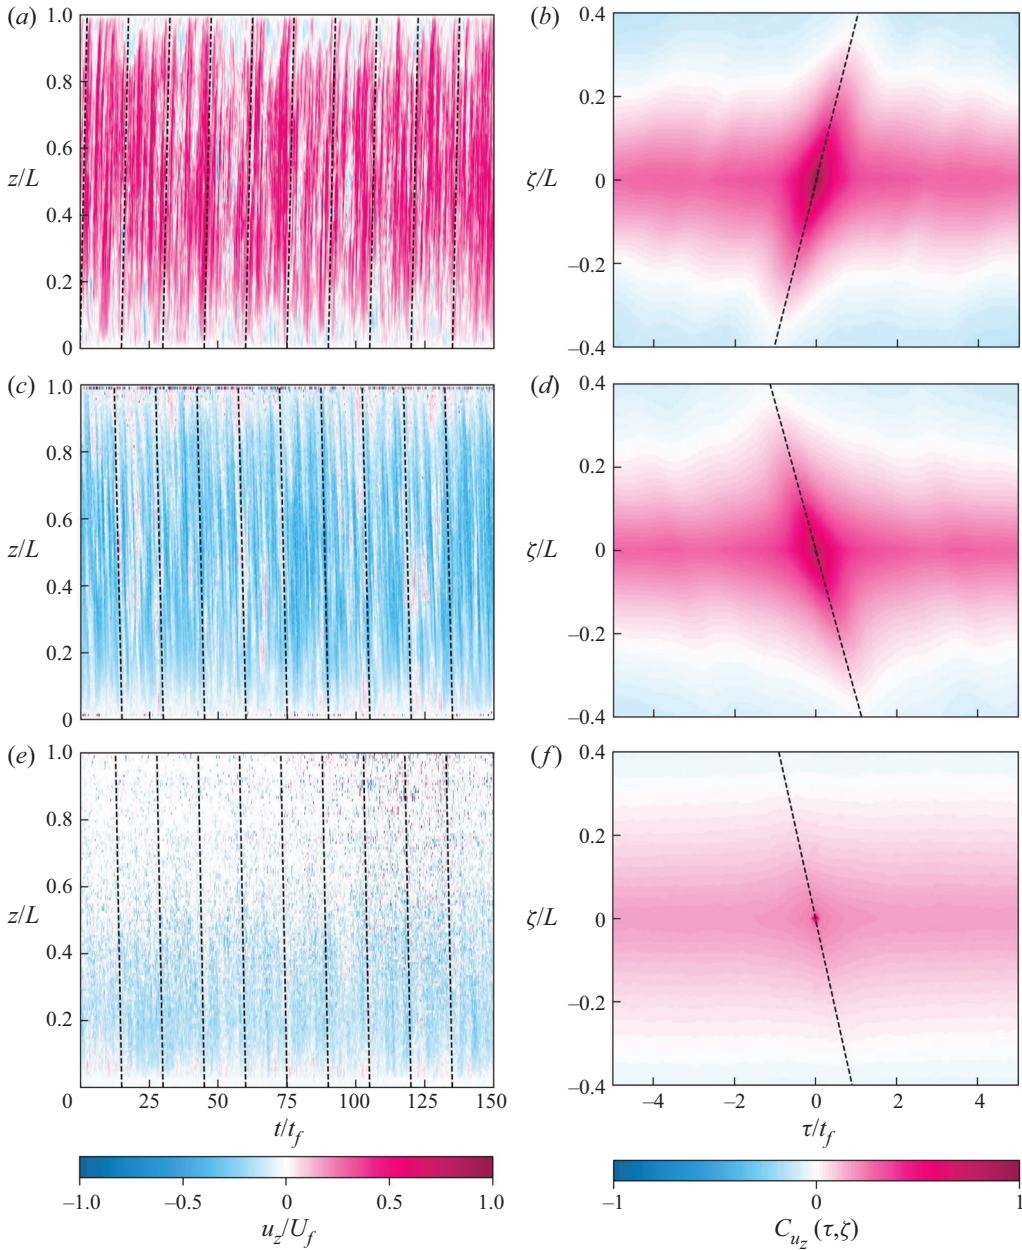 (a) (b)
1.0 0.4
0.8 0.2
0.6
z/L ζ/L 0
0.4
0.2 –0.2
0 –0.4
(c) (d)
1.0 0.4
0.8 0.2
0.6
z/L ζ/L 0
0.4
0.2 –0.2
0 –0.4
(e) (f)
1.0 0.4
0.8 0.2
0.6
z/L ζ/L 0
0.4
0.2 –0.2
–0.4
0 25 50 75 100 125 150 –4 –2 0 2 4
t/t_f τ/t_f
–1.0 –0.5 0 0.5 1.0 –1 0 1
u_z/U_f C_{u_z} (τ,ζ)